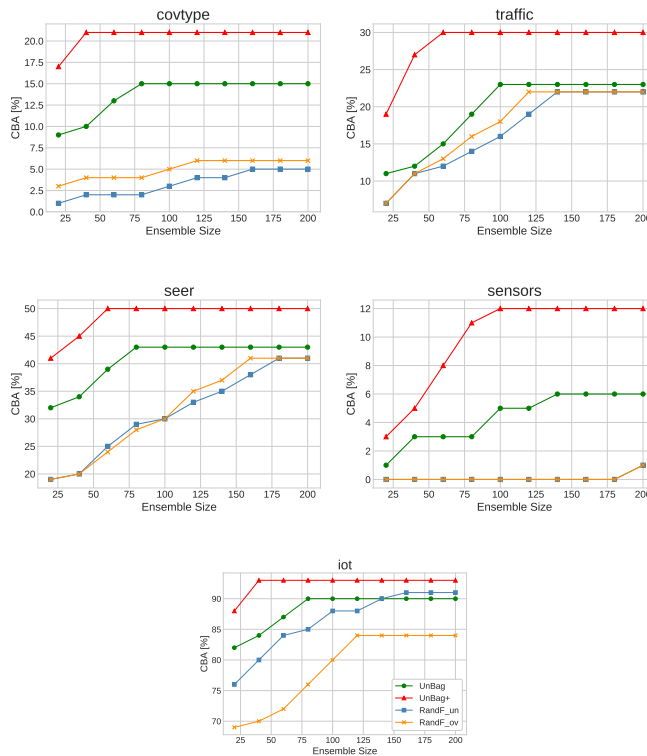 covtype
20.0
17.5
15.0
12.5
10.0
7.5
5.0
2.5
0.0
CBA [%]
25 50 75 100 125 150 175 200
Ensemble Size
traffic
30
25
20
15
10
CBA [%]
25 50 75 100 125 150 175 200
Ensemble Size
seer
50
45
40
35
30
25
20
CBA [%]
25 50 75 100 125 150 175 200
Ensemble Size
sensors
12
10
8
6
4
2
0
CBA [%]
25 50 75 100 125 150 175 200
Ensemble Size
iot
90
85
80
75
70
CBA [%]
UnBag
UnBag+
RandF_un
RandF_ov
25 50 75 100 125 150 175 200
Ensemble Size